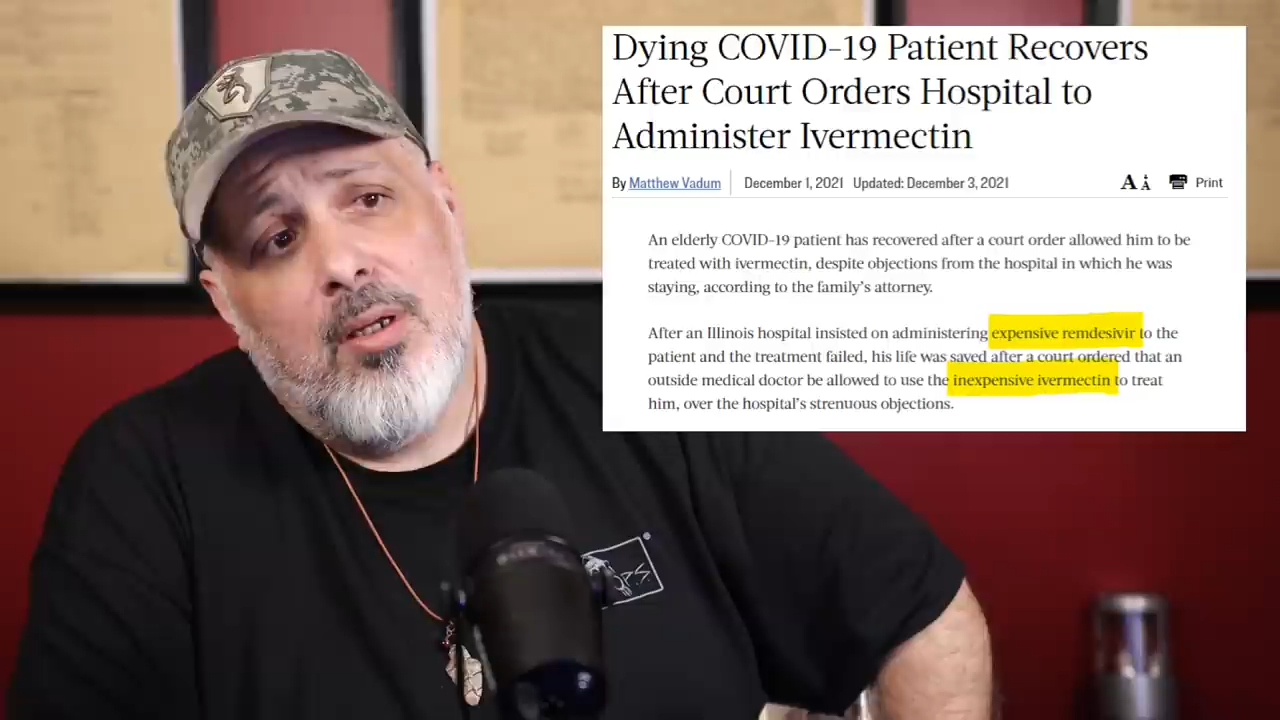 Dying COVID-19 Patient Recovers
After Court Orders Hospital to
Administer Ivermectin
By Matthew Vadum December 1, 2021 Updated: December 3, 2021 A A Print
An elderly COVID-19 patient has recovered after a court order allowed him to be
treated with ivermectin, despite objections from the hospital in which he was
staying, according to the family's attorney.
After an Illinois hospital insisted on administering expensive remdesivir to the
patient and the treatment failed, his life was saved after a court ordered that an
outside medical doctor be allowed to use the inexpensive ivermectin to treat
him, over the hospital's strenuous objections.